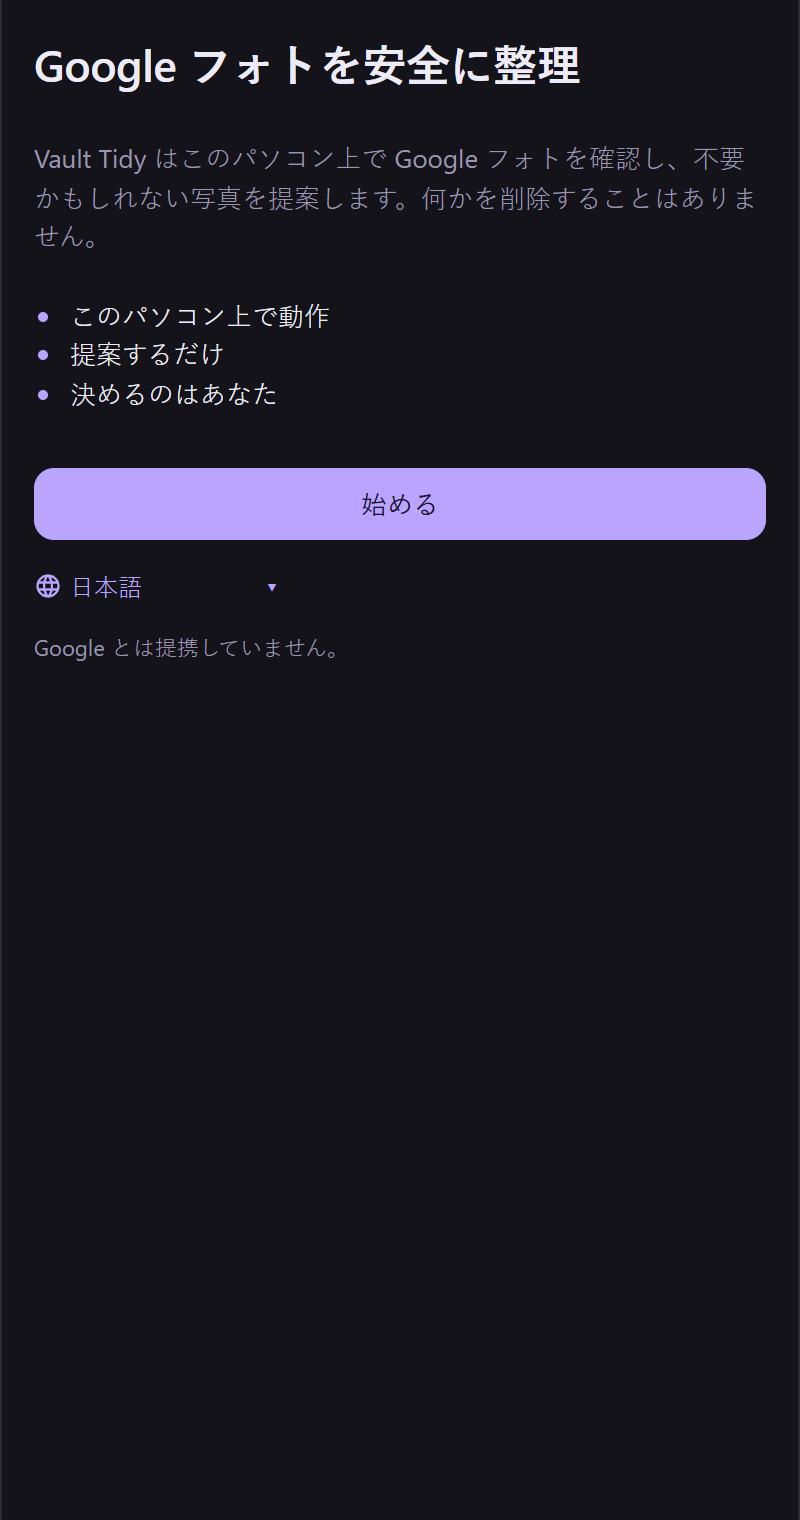 Google フォトを安全に整理
Vault Tidy はこのパソコン上で Google フォトを確認し、不要
かもしれない写真を提案します。何かを削除することはありま
せん。
このパソコン上で動作
提案するだけ
決めるのはあなた
始める
日本語
Google とは提携していません。